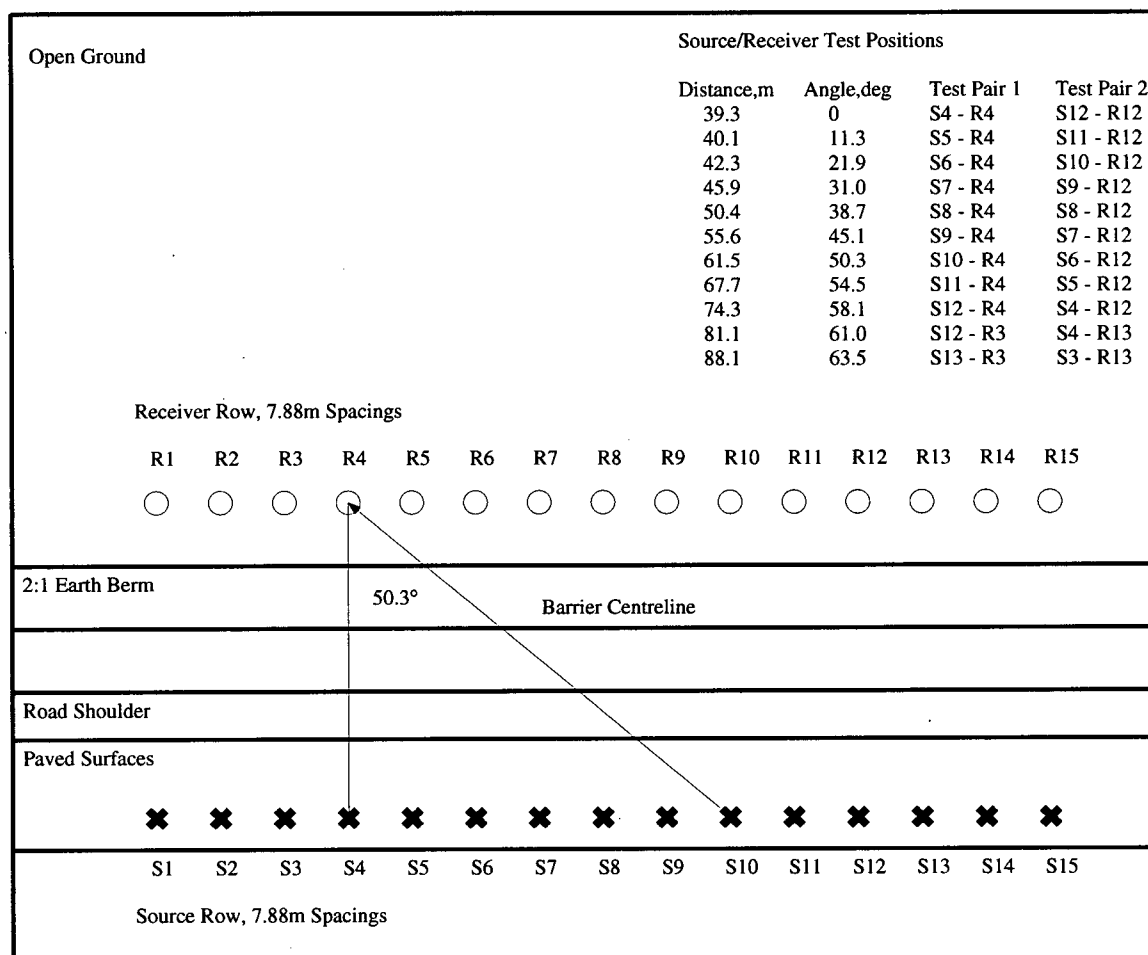 Open Ground
Source/Receiver Test Positions
Distance,m Angle,deg Test Pair 1 Test Pair 2
39.3 0 S4 - R4 S12 - R12
40.1 11.3 S5 - R4 S11 - R12
42.3 21.9 S6 - R4 S10 - R12
45.9 31.0 S7 - R4 S9 - R12
50.4 38.7 S8 - R4 S8 - R12
55.6 45.1 S9 - R4 S7 - R12
61.5 50.3 S10 - R4 S6 - R12
67.7 54.5 S11 - R4 S5 - R12
74.3 58.1 S12 - R4 S4 - R12
81.1 61.0 S12 - R3 S4 - R13
88.1 63.5 S13 - R3 S3 - R13
Receiver Row, 7.88m Spacings
R1 R2 R3 R4 R5 R6 R7 R8 R9 R10 R11 R12 R13 R14 R15
2:1 Earth Berm
50.3°
Barrier Centreline
Road Shoulder
Paved Surfaces
S1 S2 S3 S4 S5 S6 S7 S8 S9 S10 S11 S12 S13 S14 S15
Source Row, 7.88m Spacings